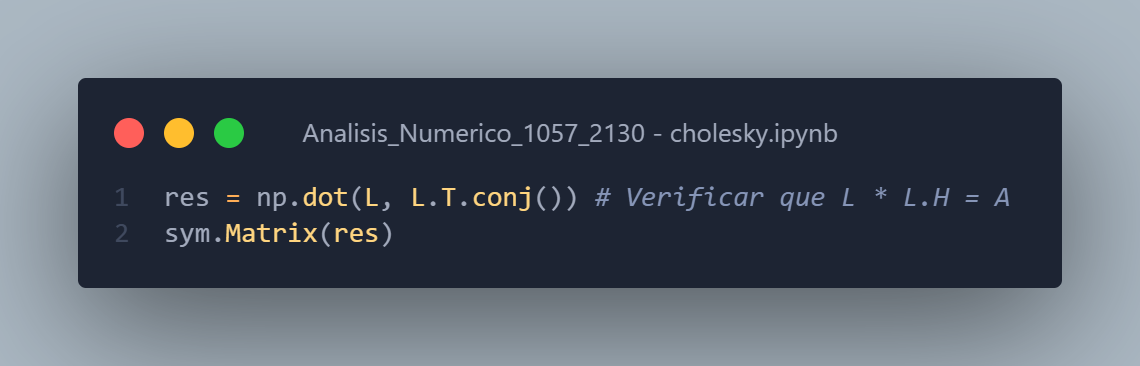 Analisis_Numerico_1057_2130 - cholesky.ipynb
1 res = np.dot(L, L.T.conj()) # Verificar que L * L.H = A
2 sym.Matrix(res)